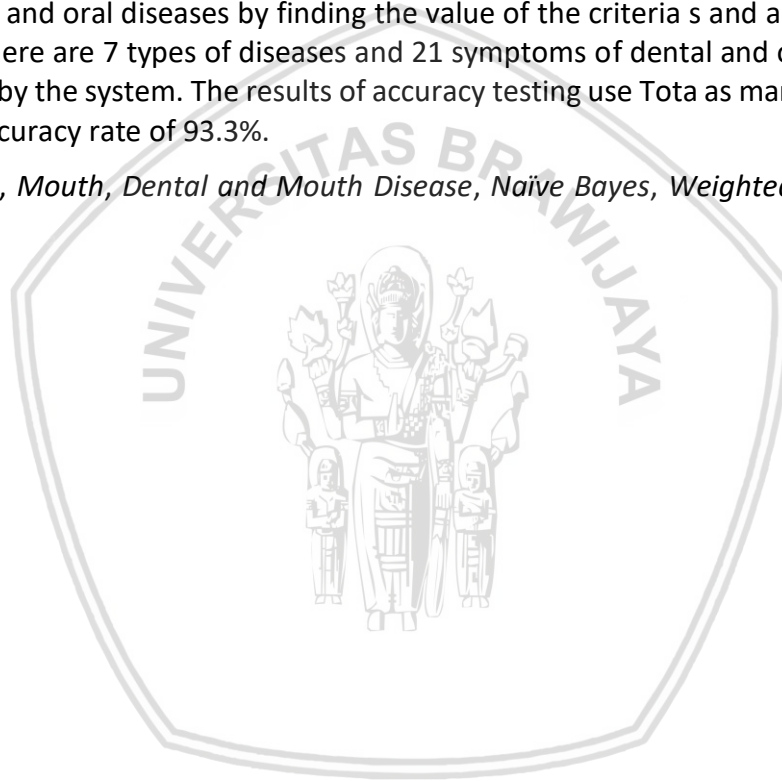 and oral diseases by finding the value of the criteria s and a
ere are 7 types of diseases and 21 symptoms of dental and
by the system. The results of accuracy testing use Tota as
curacy rate of 93.3%.
, Mouth, Dental and Mouth Disease, Naïve Bayes, Weighted
UNIVERSITAS BRAWIJAYA